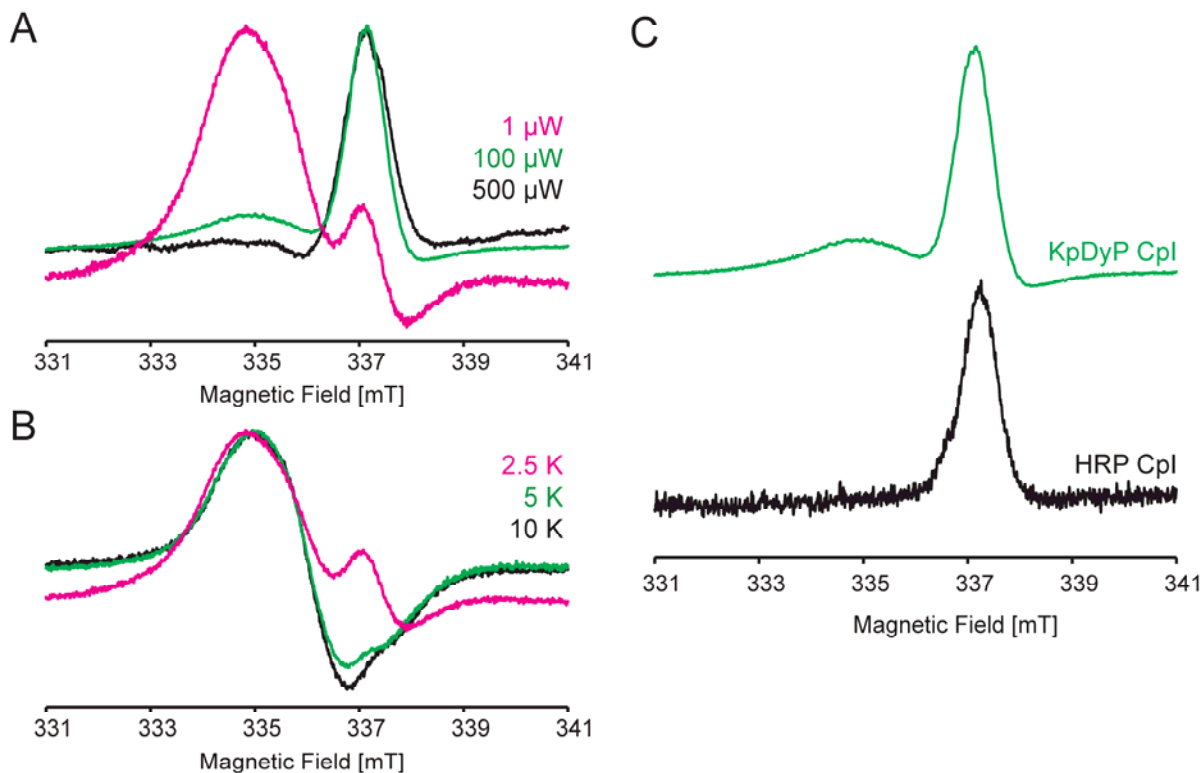 A
1 µW
100 µW
500 µW
331 333 335 337 339 341
Magnetic Field [mT]
B
2.5 K
5 K
10 K
331 333 335 337 339 341
Magnetic Field [mT]
C
KpDyP CpI
HRP CpI
331 333 335 337 339 341
Magnetic Field [mT]